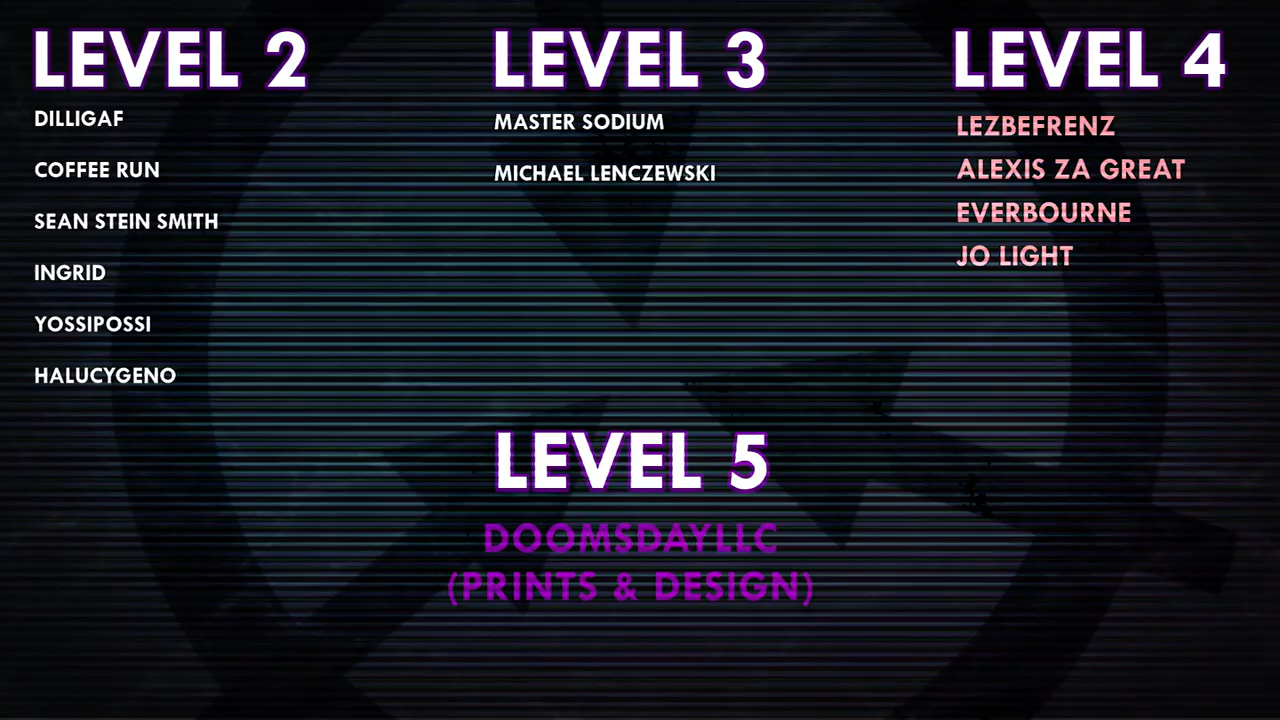 LEVEL 2
DILLIGAF
COFFEE RUN
SEAN STEIN SMITH
INGRID
YOSSIPOSSI
HALUCYGENO
LEVEL 3
MASTER SODIUM
MICHAEL LENCZEWSKI
LEVEL 4
LEZBEFRENZ
ALEXIS ZA GREAT
EVERBOURNE
JO LIGHT
LEVEL 5
DOOMSDAYLLC
(PRINTS & DESIGN)